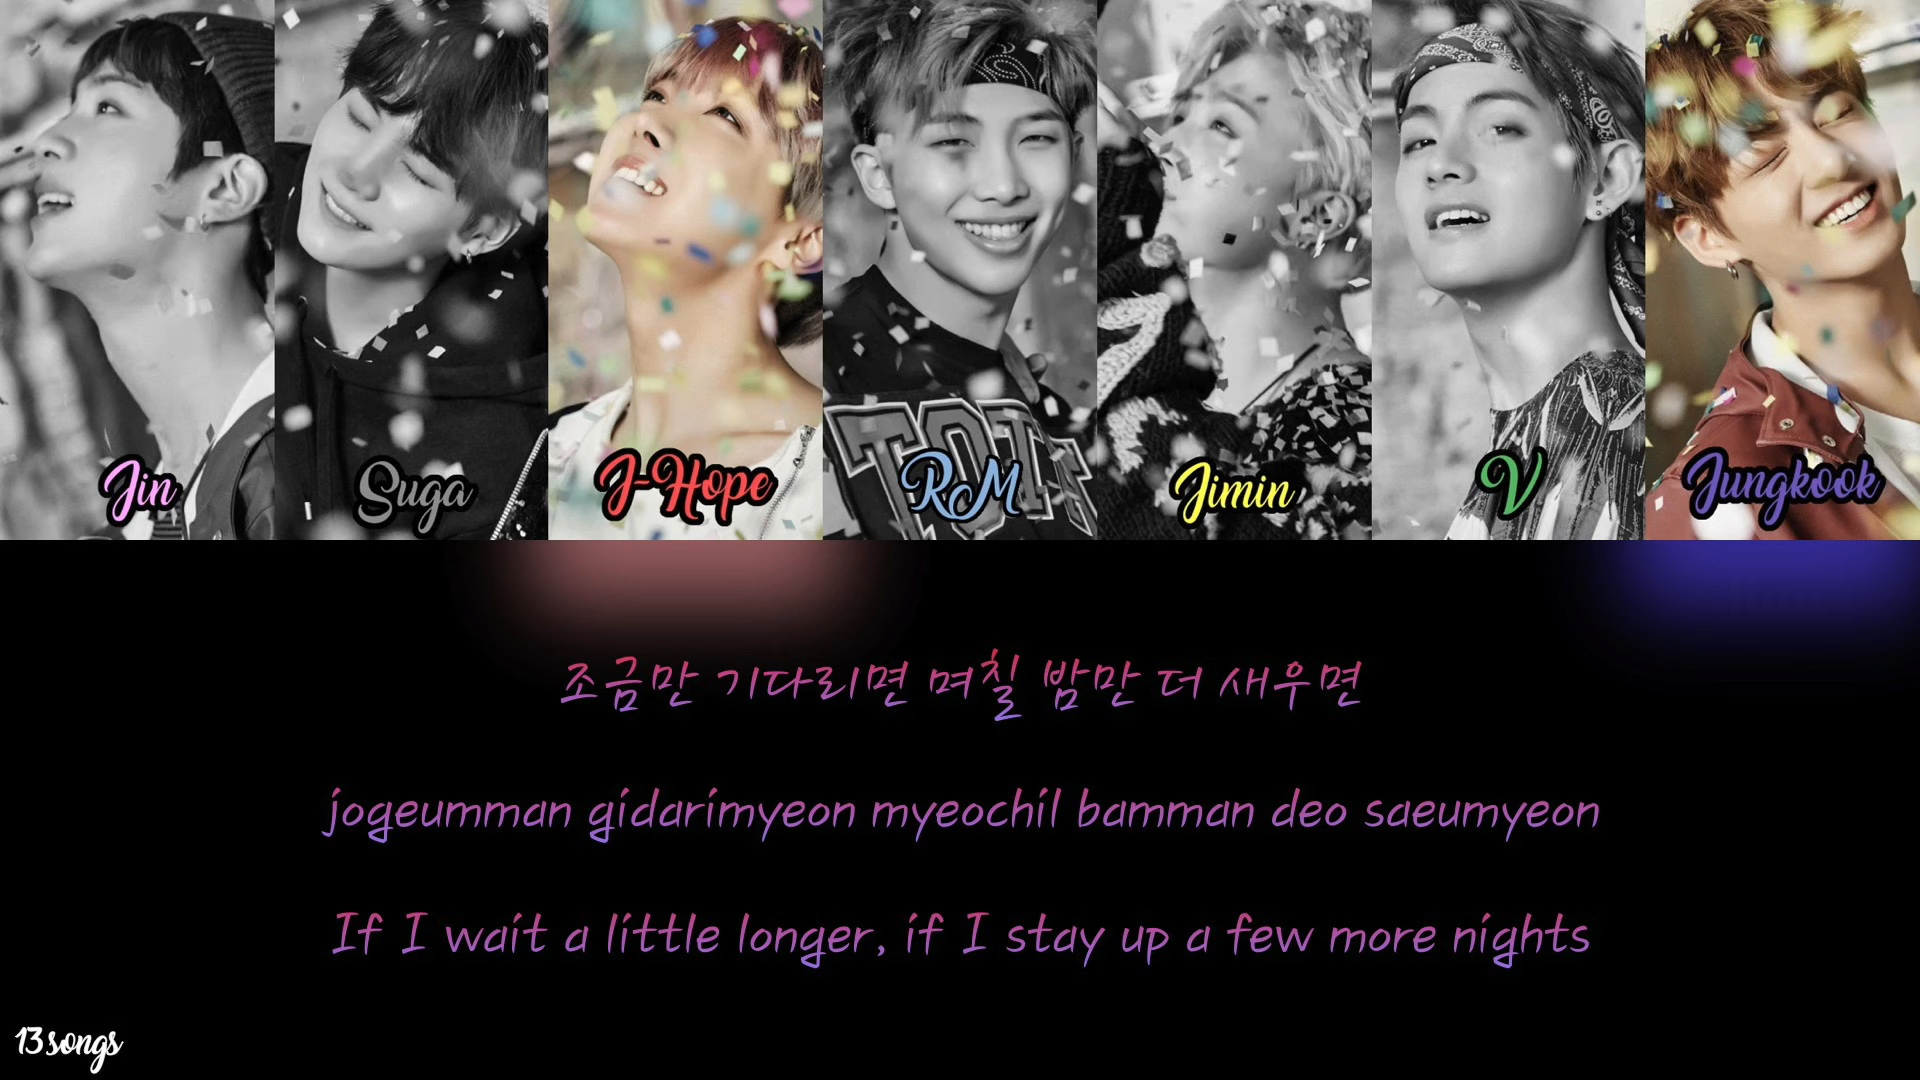 Jin
Suga
J-Hope
RM
Jimin
V
Jungkook
조금만 기다리면 며칠 밤만 더 새우면
jogeumman gidarimyeon myeochil bamman deo saeumyeon
If I wait a little longer, if I stay up a few more nights
13songs